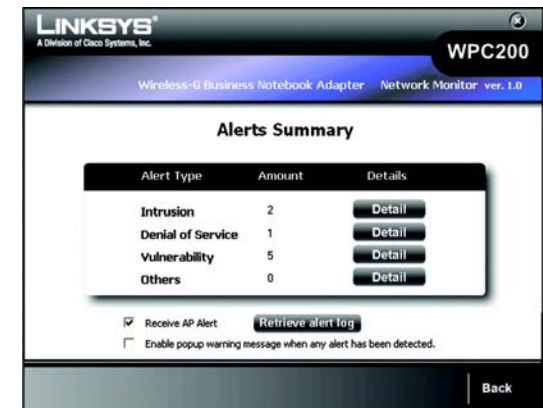 LINKSYS®
A Division of Cisco Systems, Inc.
WPC200
Wireless-G Business Notebook Adapter Network Monitor ver. 1.0
Alerts Summary
Alert Type Amount Details
Intrusion 2 Detail
Denial of Service 1 Detail
Vulnerability 5 Detail
Others 0 Detail
Receive AP Alert Retrieve alert log
Enable popup warning message when any alert has been detected.
Back